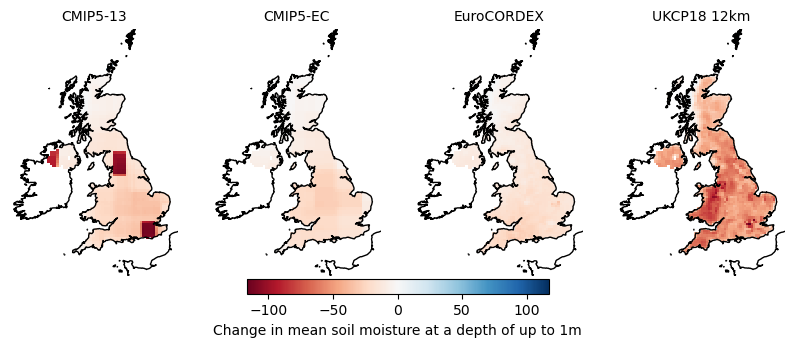 CMIP5-13 CMIP5-EC EuroCORDEX UKCP18 12km
−100 −50 0 50 100
Change in mean soil moisture at a depth of up to 1m